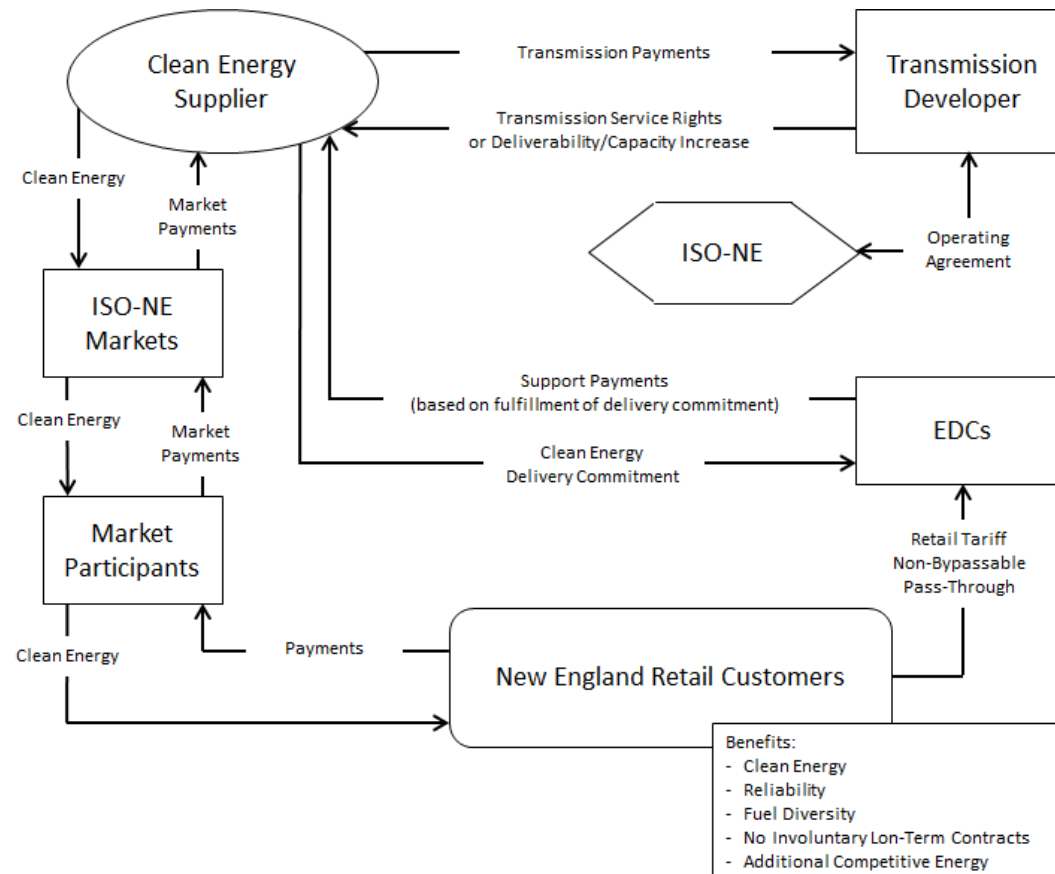 Clean Energy
Supplier
Transmission Payments
Transmission
Developer
Transmission Service Rights
or Deliverability/Capacity Increase
Clean Energy
Market
Payments
ISO-NE
Operating
Agreement
ISO-NE
Markets
Support Payments
(based on fulfillment of delivery commitment)
EDCs
Clean Energy
Market
Payments
Clean Energy
Delivery Commitment
Market
Participants
Retail Tariff
Non-Bypassable
Pass-Through
Clean Energy
Payments
New England Retail Customers
Benefits:
- Clean Energy
- Reliability
- Fuel Diversity
- No Involuntary Lon-Term Contracts
- Additional Competitive Energy